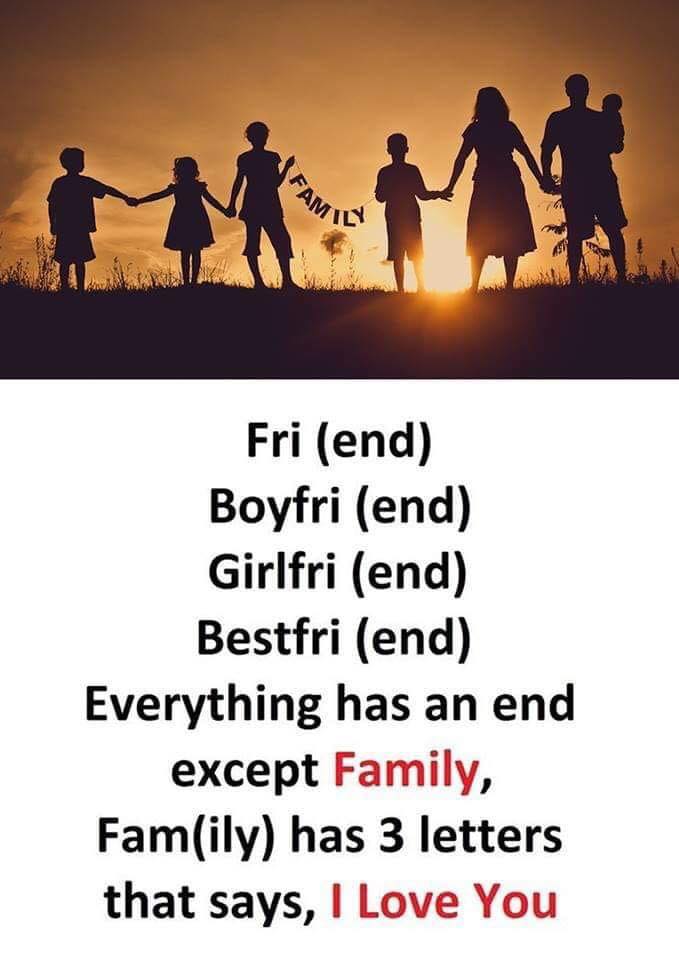 FAMILY
Fri (end)
Boyfri (end)
Girlfri (end)
Bestfri (end)
Everything has an end
except Family,
Fam(ily) has 3 letters
that says, I Love You